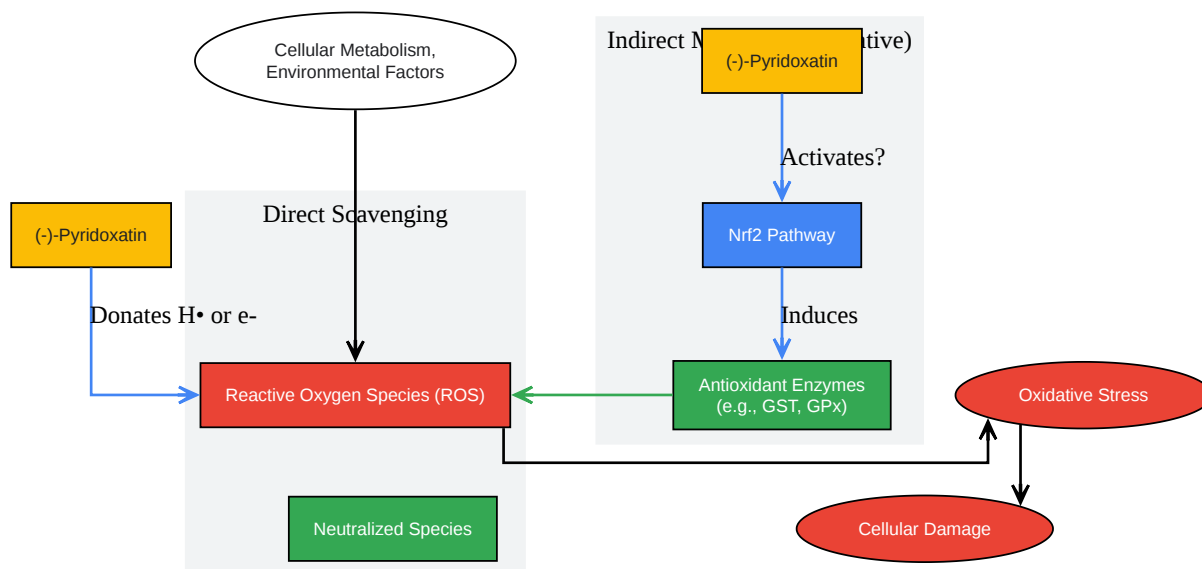 Cellular Metabolism,
Environmental Factors
Indirect ative)
(-)-Pyridoxatin
Activates?
Direct Scavenging
(-)-Pyridoxatin
Nrf2 Pathway
Donates H• or e-
Induces
Reactive Oxygen Species (ROS)
Antioxidant Enzymes
(e.g., GST, GPx)
Oxidative Stress
Neutralized Species
Cellular Damage